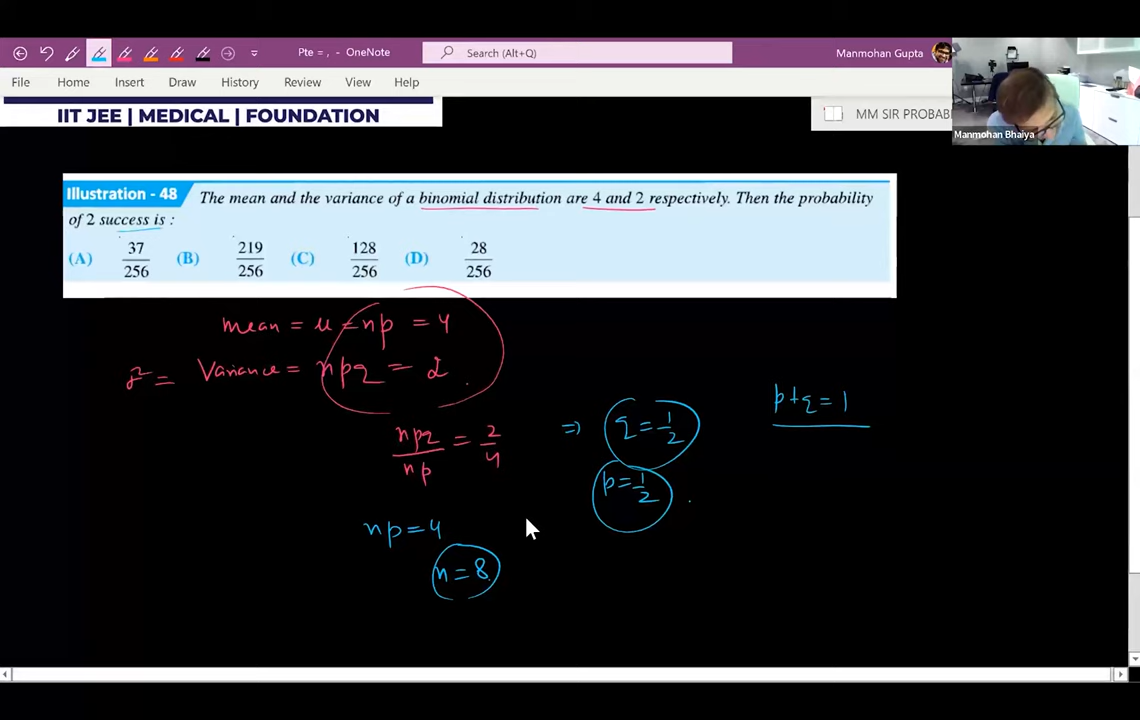 Pte = , - OneNote
Search (Alt+Q)
Manmohan Gupta
File Home Insert Draw History Review View Help
IIT JEE | MEDICAL | FOUNDATION
MM SIR PROBAB
Manmohan Bhaiya
Illustration - 48 The mean and the variance of a binomial distribution are 4 and 2 respectively. Then the probability
of 2 success is :
(A) 37/256 (B) 219/256 (C) 128/256 (D) 28/256
mean = μ = np = 4
σ² = Variance = npq = 2
npq/np = 2/4 ⇒ q = 1/2
p+q = 1
p = 1/2
np = 4
n = 8